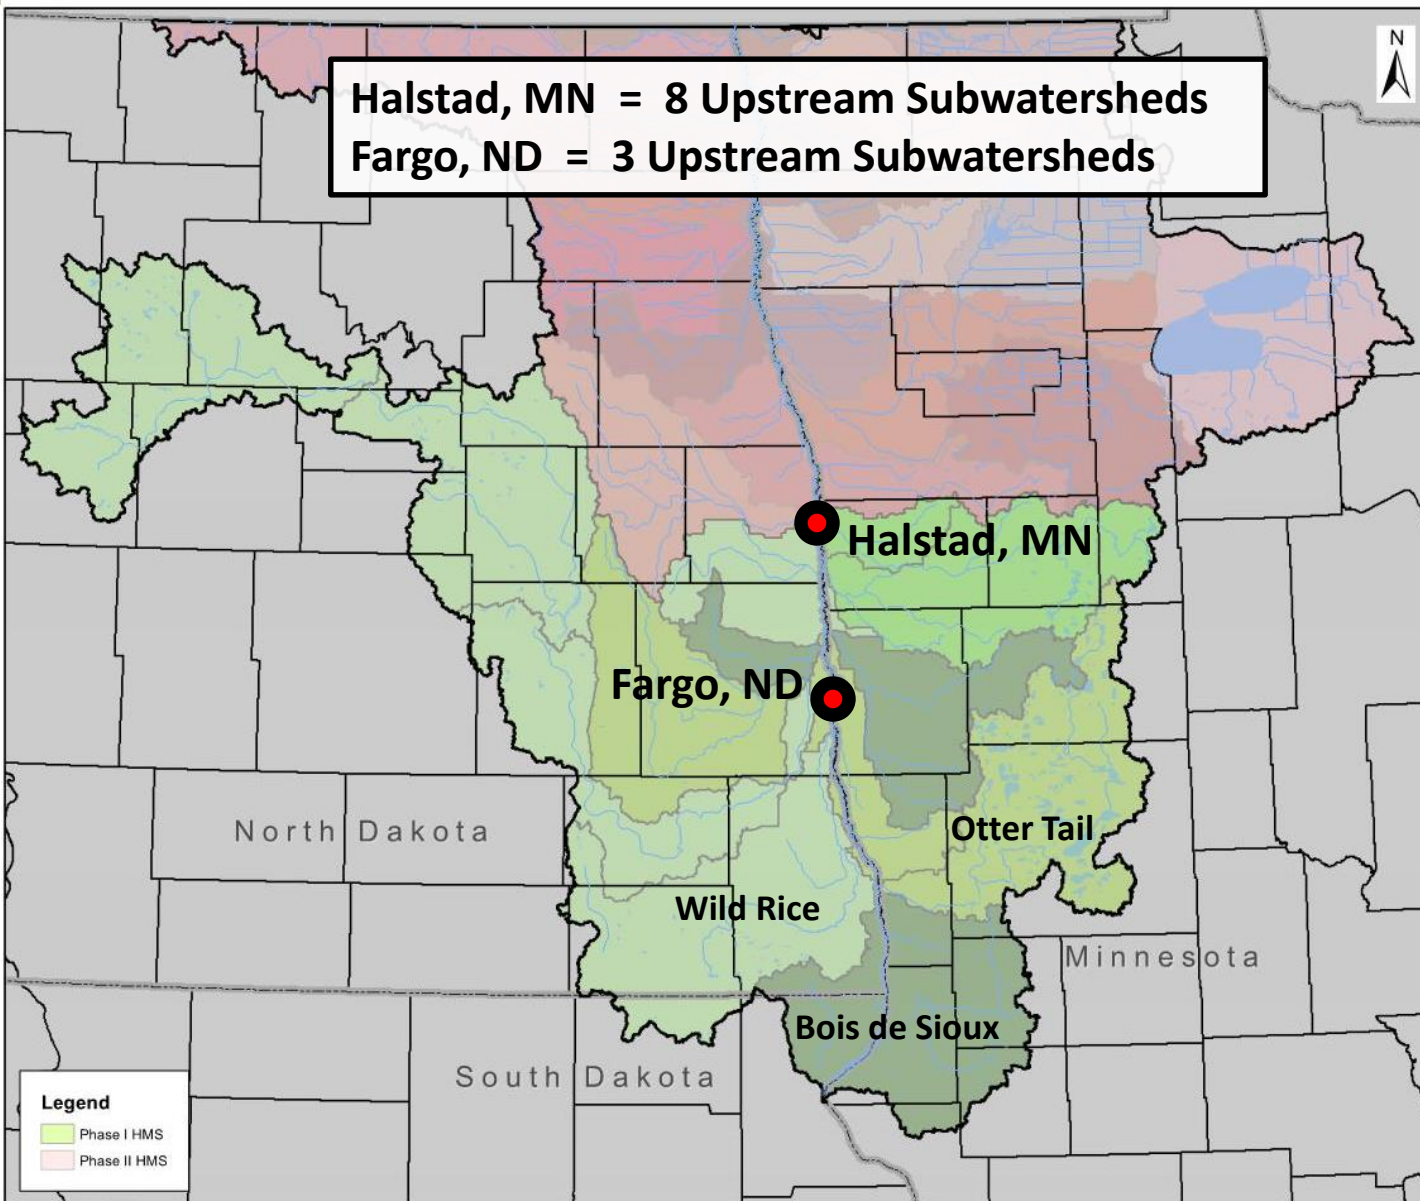 Halstad, MN = 8 Upstream Subwatersheds
Fargo, ND = 3 Upstream Subwatersheds
N
Halstad, MN
Fargo, ND
North Dakota
Otter Tail
Wild Rice
Minnesota
Bois de Sioux
South Dakota
Legend
Phase I HMS
Phase II HMS